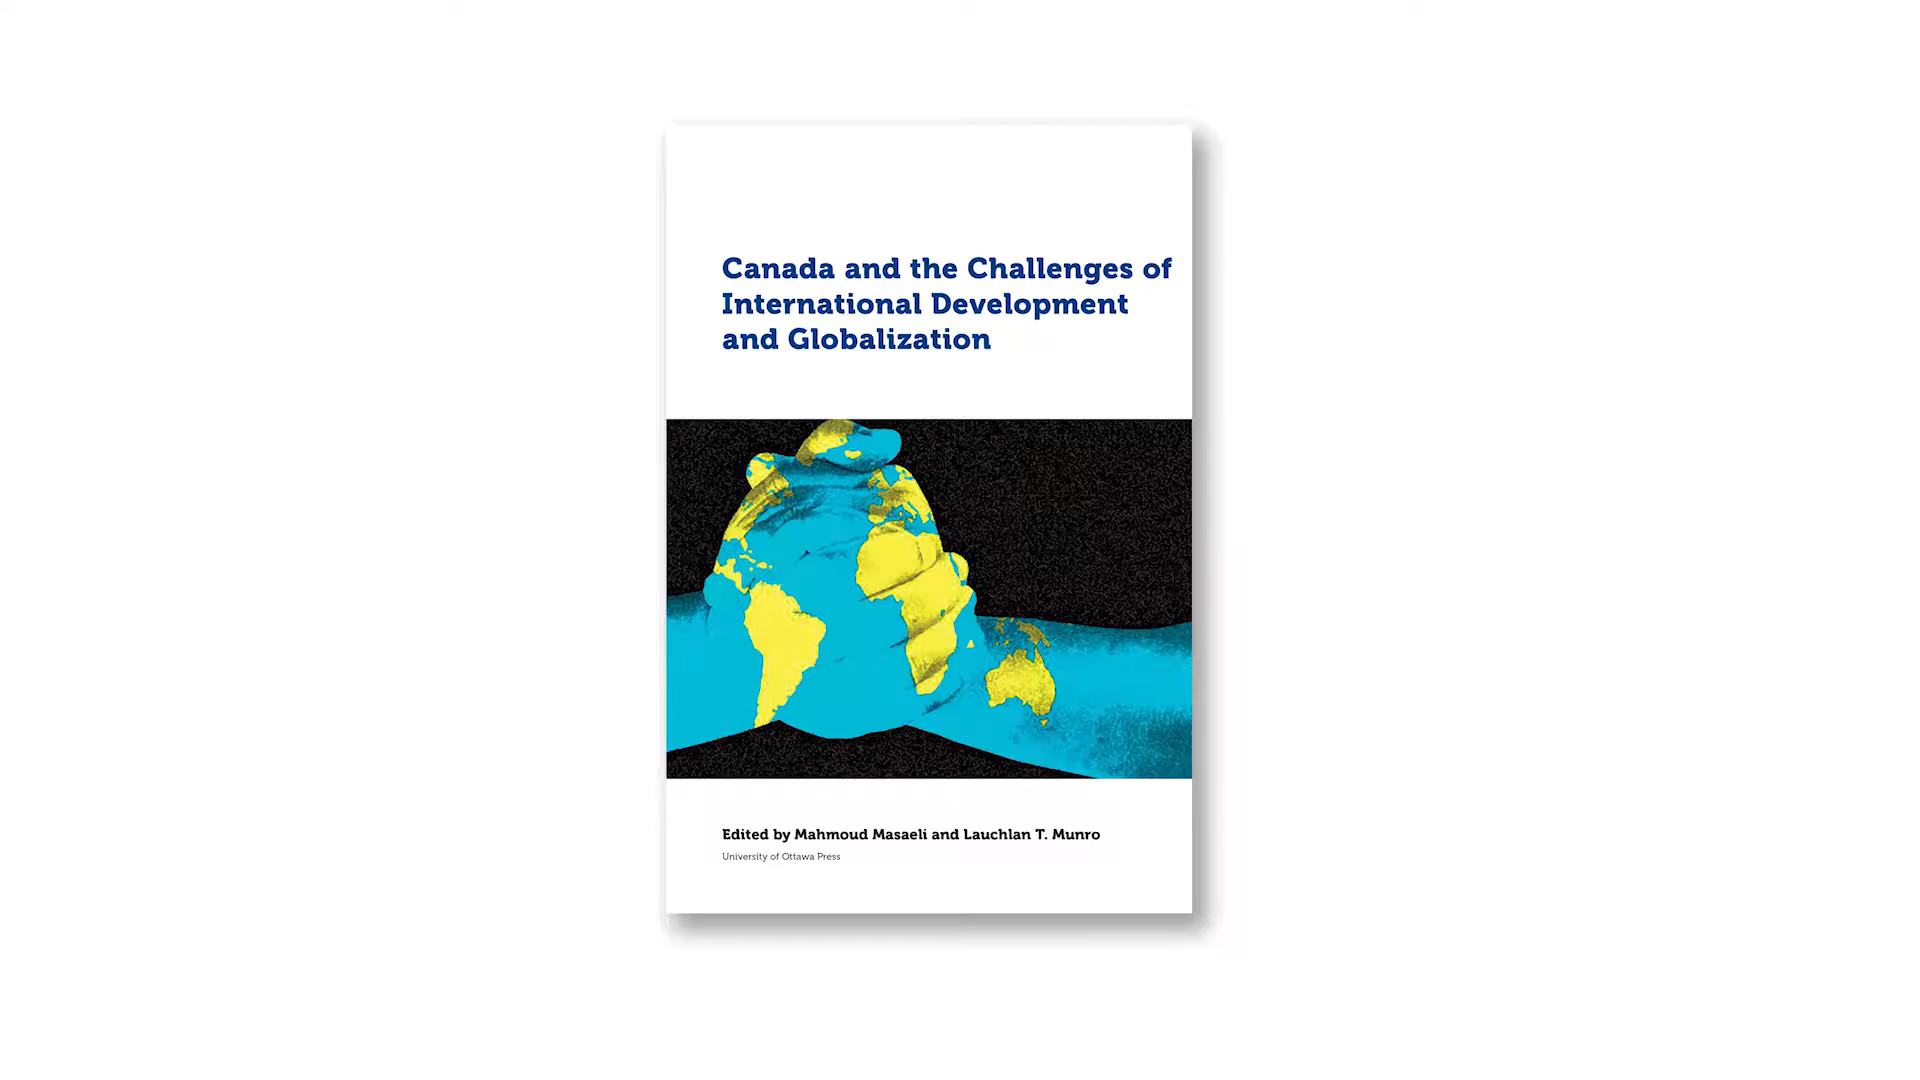 Canada and the Challenges of
International Development
and Globalization
Edited by Mahmoud Masaeli and Lauchlan T. Munro
University of Ottawa Press